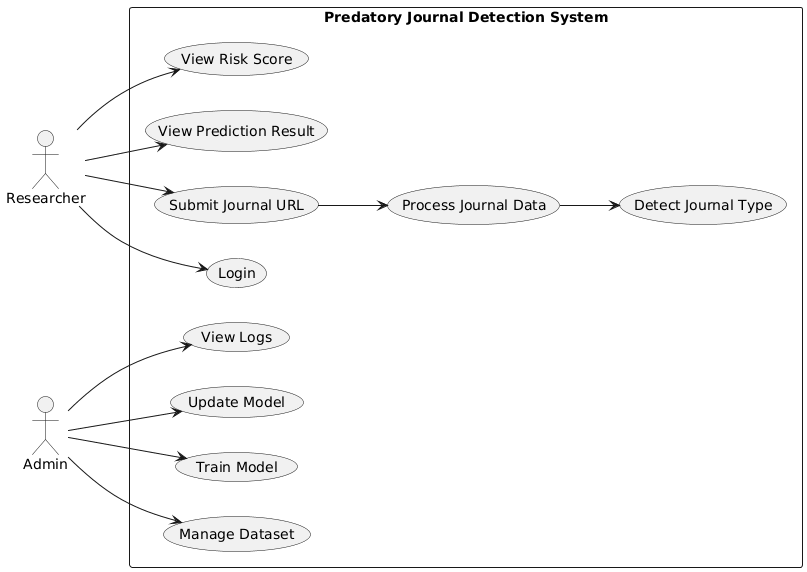 Predatory Journal Detection System
View Risk Score
View Prediction Result
Researcher
Submit Journal URL
Process Journal Data
Detect Journal Type
Login
View Logs
Update Model
Admin
Train Model
Manage Dataset